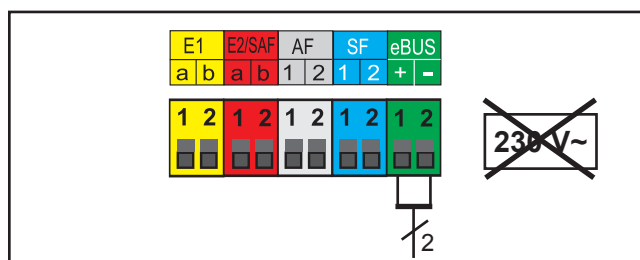 E1 E2/SAF AF SF eBUS
a b a b 1 2 1 2 + -
1 2 1 2 1 2 1 2 1 2
230 V~
2